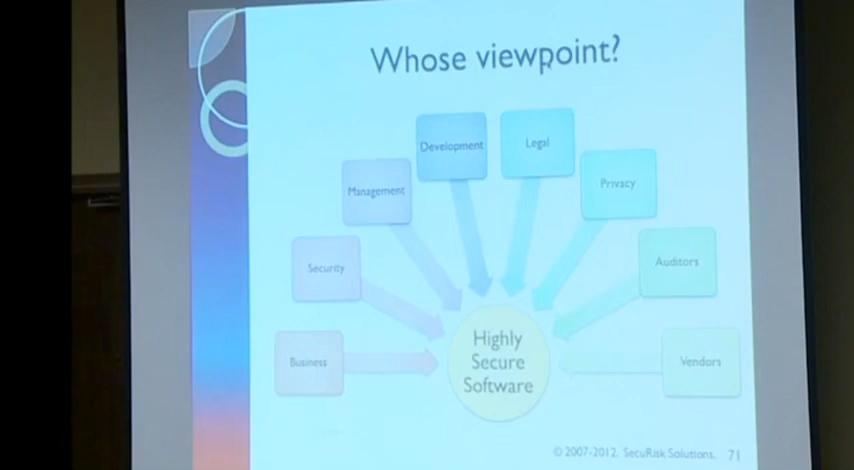 Whose viewpoint?
Development
Legal
Management
Privacy
Security
Auditors
Business
Highly
Secure
Software
Vendors
© 2007-2012, SecuRisk Solutions. 71